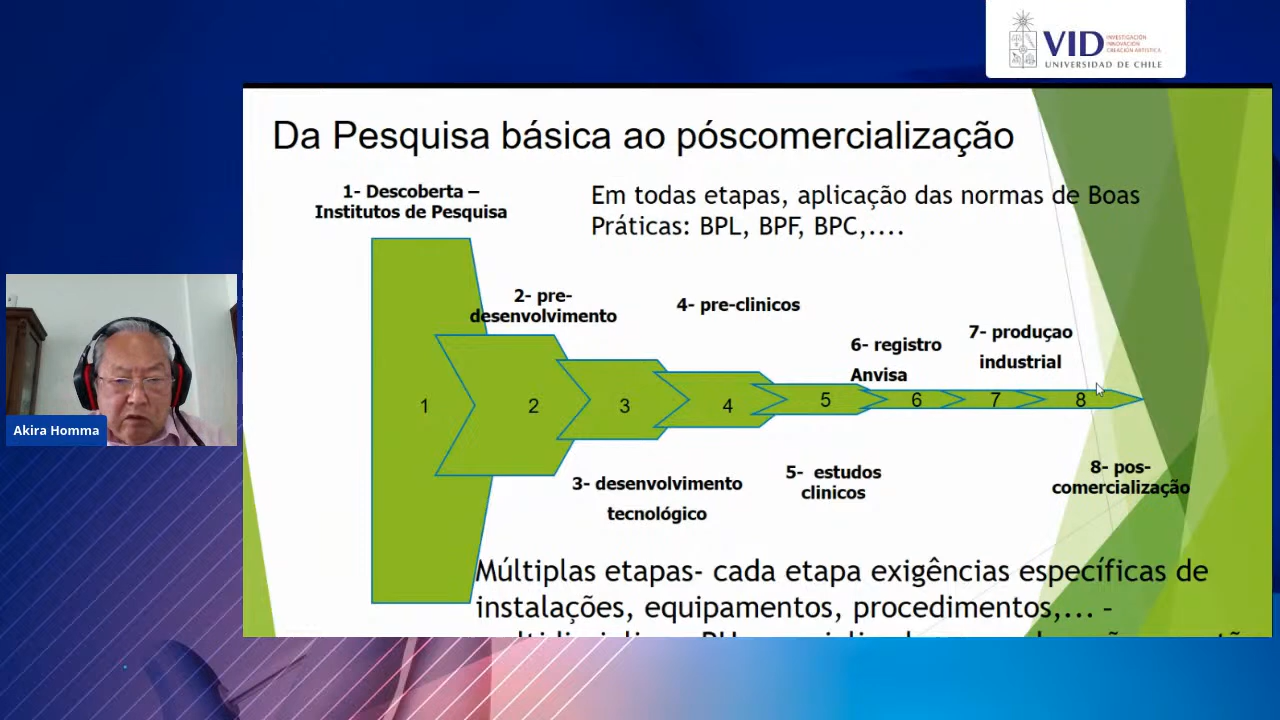 VID
INVESTIGACIÓN
INNOVACIÓN
CREACIÓN ARTÍSTICA
UNIVERSIDAD DE CHILE
Da Pesquisa básica ao póscomercialização
1- Descoberta –
Institutos de Pesquisa
Em todas etapas, aplicação das normas de Boas
Práticas: BPL, BPF, BPC,....
2- pre-
desenvolvimento
4- pre-clinicos
6- registro
Anvisa
7- produçao
industrial
1 2 3 4 5 6 7 8
Akira Homma
3- desenvolvimento
tecnológico
5- estudos
clinicos
8- pos-
comercialização
Múltiplas etapas- cada etapa exigências específicas de
instalações, equipamentos, procedimentos,... –